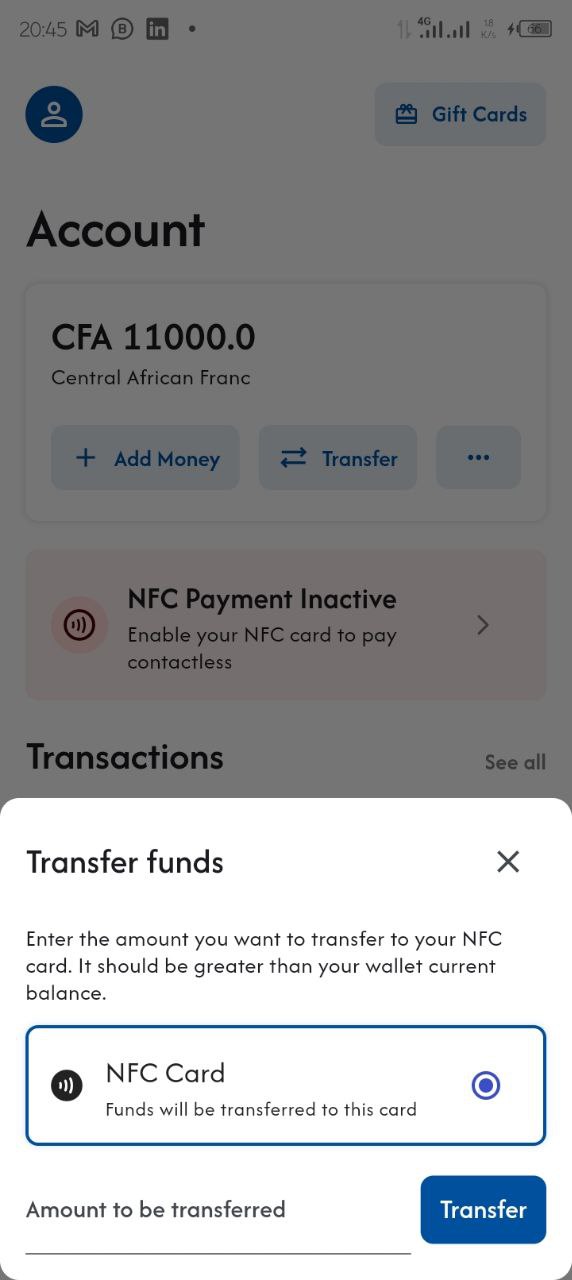 20:45 4G 1.8 K/s 66
Gift Cards
Account
CFA 11000.0
Central African Franc
Add Money Transfer
NFC Payment Inactive
Enable your NFC card to pay
contactless
Transactions See all
Transfer funds
Enter the amount you want to transfer to your NFC
card. It should be greater than your wallet current
balance.
NFC Card
Funds will be transferred to this card
Amount to be transferred Transfer